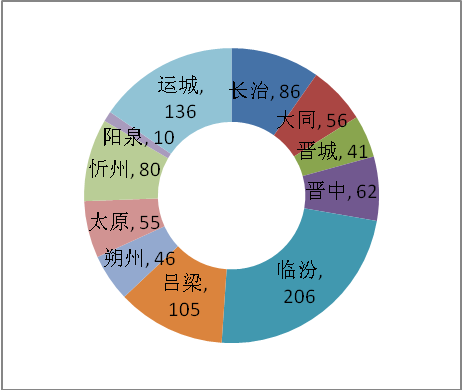 长治, 86
大同, 56
晋城, 41
晋中, 62
临汾,
206
吕梁,
105
朔州, 46
太原, 55
忻州, 80
阳泉, 10
运城,
136